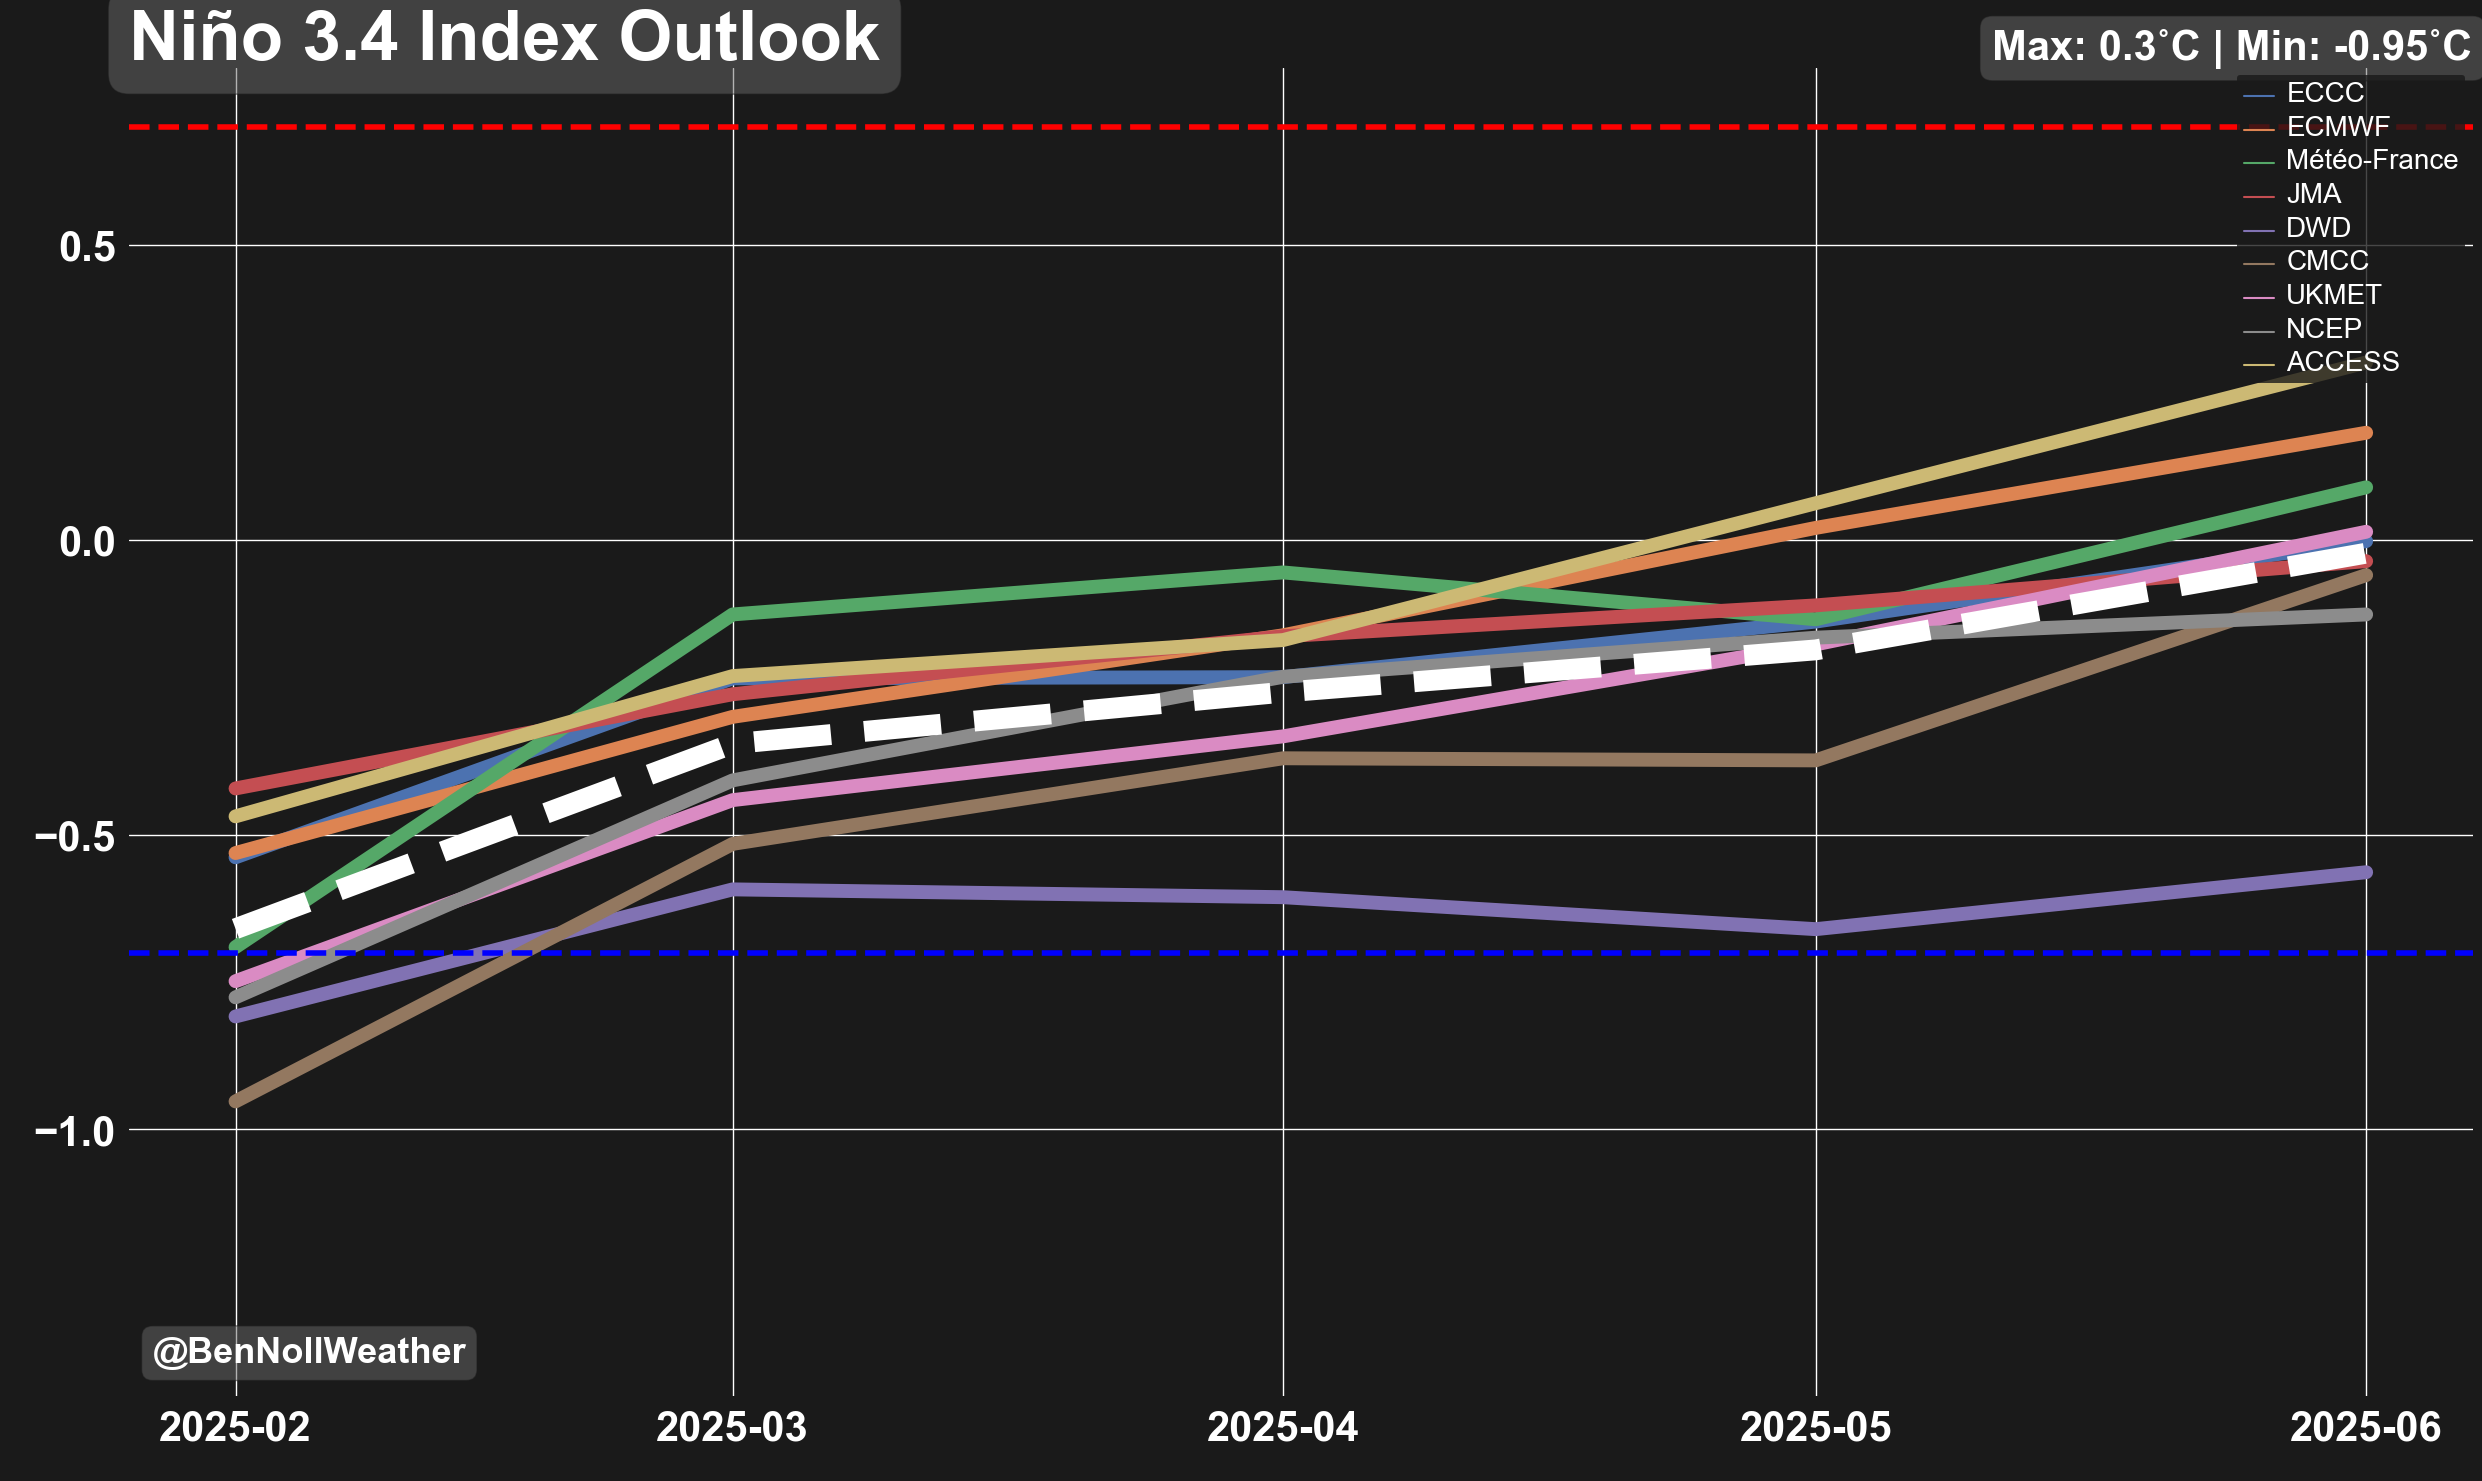 Niño 3.4 Index Outlook
Max: 0.3˚C | Min: -0.95˚C
ECCC
ECMWF
Météo-France
JMA
DWD
CMCC
UKMET
NCEP
ACCESS
0.5
0.0
−0.5
−1.0
@BenNollWeather
2025-02 2025-03 2025-04 2025-05 2025-06